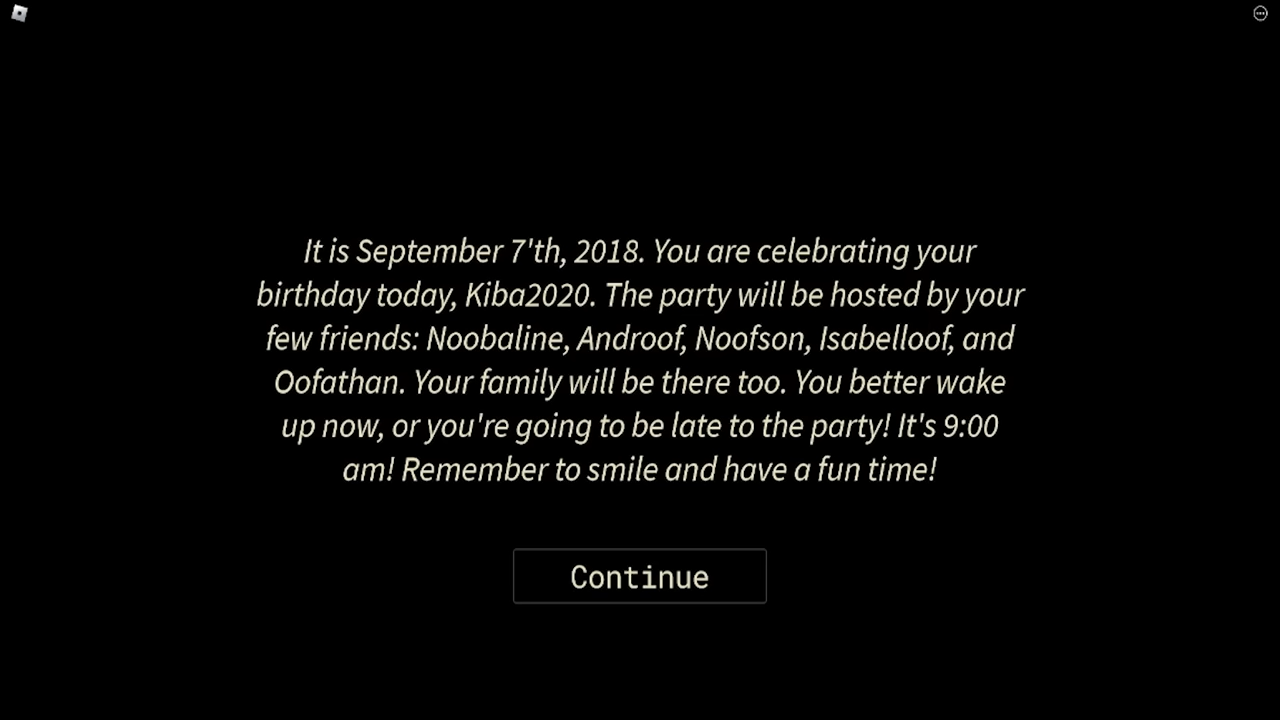 It is September 7'th, 2018. You are celebrating your
birthday today, Kiba2020. The party will be hosted by your
few friends: Noobaline, Androof, Noofson, Isabelloof, and
Oofathan. Your family will be there too. You better wake
up now, or you're going to be late to the party! It's 9:00
am! Remember to smile and have a fun time!
Continue